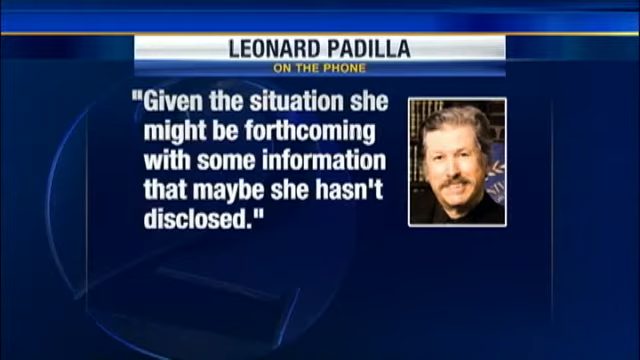 LEONARD PADILLA
ON THE PHONE
"Given the situation she
might be forthcoming
with some information
that maybe she hasn't
disclosed."